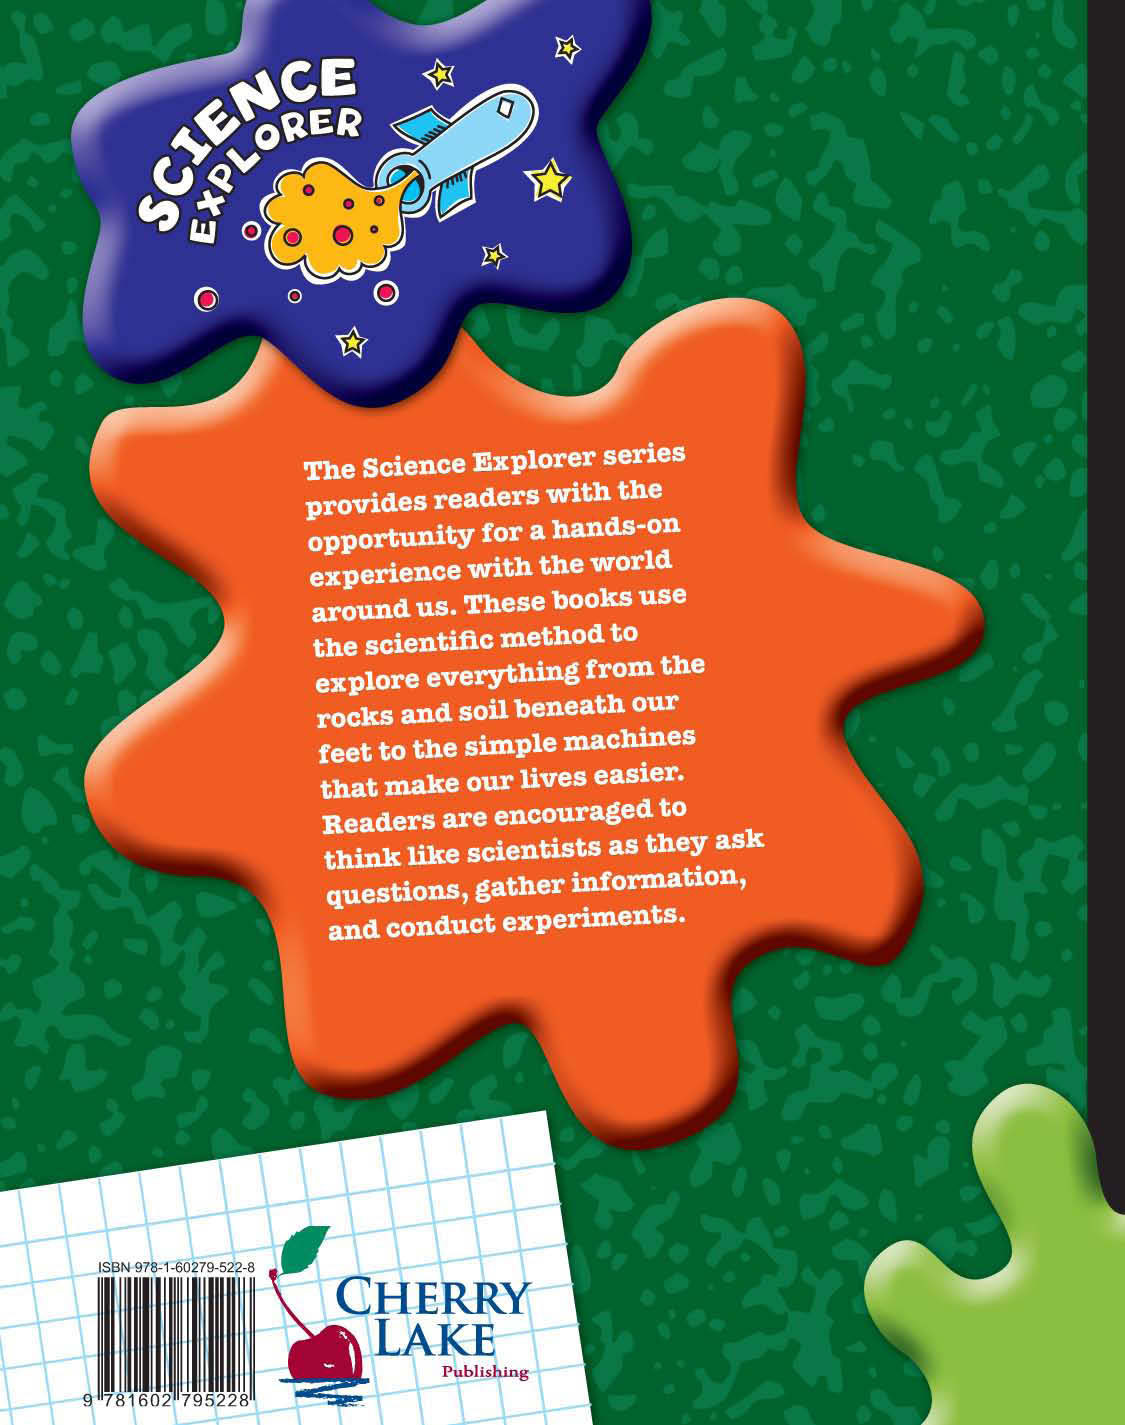 SCIENCE
EXPLORER
The Science Explorer series
provides readers with the
opportunity for a hands-on
experience with the world
around us. These books use
the scientific method to
explore everything from the
rocks and soil beneath our
feet to the simple machines
that make our lives easier.
Readers are encouraged to
think like scientists as they ask
questions, gather information,
and conduct experiments.
ISBN 978-1-60279-522-8
9 781602 795228
CHERRY
LAKE
Publishing